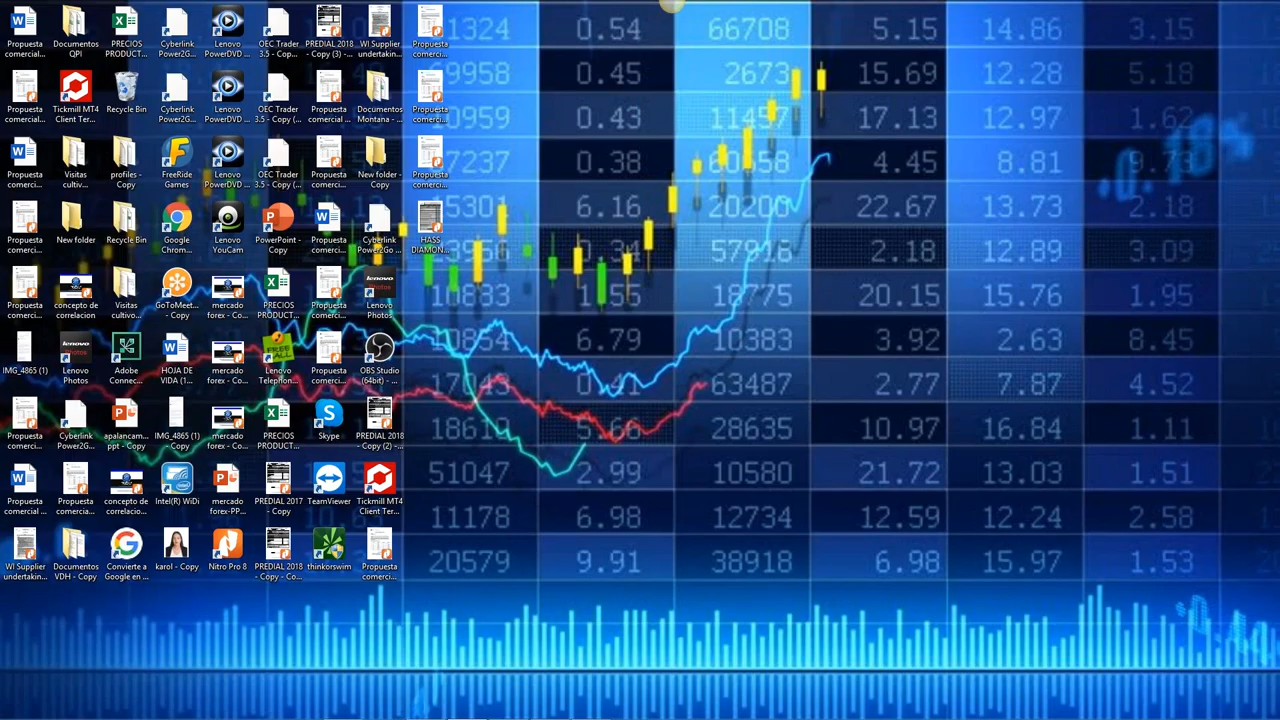 Propuesta comercial...
Documentos QPI
PRECIOS PRODUCT...
Cyberlink Power2G...
Lenovo PowerDVD ...
OEC Trader 3.5 - Cop...
PREDIAL 2018 - Copy (3) -...
WI Supplier undertakin...
Propuesta comerci...
Propuesta comercial...
Tickmill MT4 Client Ter...
Recycle Bin
Cyberlink Power2G...
Lenovo PowerDVD ...
OEC Trader 3.5 - Copy (...
Propuesta comercial ...
Documentos Montana - ...
Propuesta comerci...
Propuesta comerci...
Visitas cultiv...
profiles - Copy
FreeRide Games
Lenovo PowerDVD...
OEC Trader 3.5 - Copy (...
Propuesta comerci...
New folder - Copy
Propuesta comerci...
Propuesta comerci...
New folder
Recycle Bin
Google Chrom...
Lenovo YouCam
PowerPoint - Copy
Propuesta comerci...
Cyberlink Power2Go ...
HASS DIAMON...
Propuesta comerci...
concepto de correlacion
Visitas cultivo...
GoToMeet... - Copy
mercado forex - Co...
PRECIOS PRODUCT...
Propuesta comerci...
Lenovo Photos
IMG_4865 (1)
Lenovo Photos
Adobe Connec...
HOJA DE VIDA (1...
mercado forex - Co...
Lenovo Telephon...
Propuesta comerci...
OBS Studio (64bit) - ...
Propuesta comerci...
Cyberlink Power2G...
apalancam... ppt - Copy
IMG_4865 (1) - Copy
mercado forex - Co...
PRECIOS PRODUCT...
Skype
PREDIAL 2018 - Copy (2) -...
Propuesta comercial ...
Propuesta comercia...
concepto de correlacio...
Intel(R) WiDi
mercado forex-PP...
PREDIAL 2017 - Copy
TeamViewer
Tickmill MT4 Client Ter...
WI Supplier undertakin...
Documentos VDH - Copy
Convierte a Google en ...
karol - Copy
Nitro Pro 8
PREDIAL 2018 - Copy - Co...
thinkorswim
Propuesta comerci...
0.54 66708 5.15 14.86 3.15
0.45 15.69 12.28 5.18
0.43 17.13 12.97
0.38 4.45 8.81
6.16 22.67 13.73 2.18
2.18 12.89 3.09
20.15 15.76 1.95
6.79 3.92 2.63 8.45
63487 2.77 7.87 4.52
28635 10.97 16.84 1.11
51047 2.99 10580 21.72 13.03 1.51
11178 6.98 12734 12.59 12.24 2.58
20579 9.91 38918 6.98 15.97 1.53